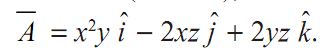 A̅ = x²y î – 2xz ĵ + 2yz k̂.